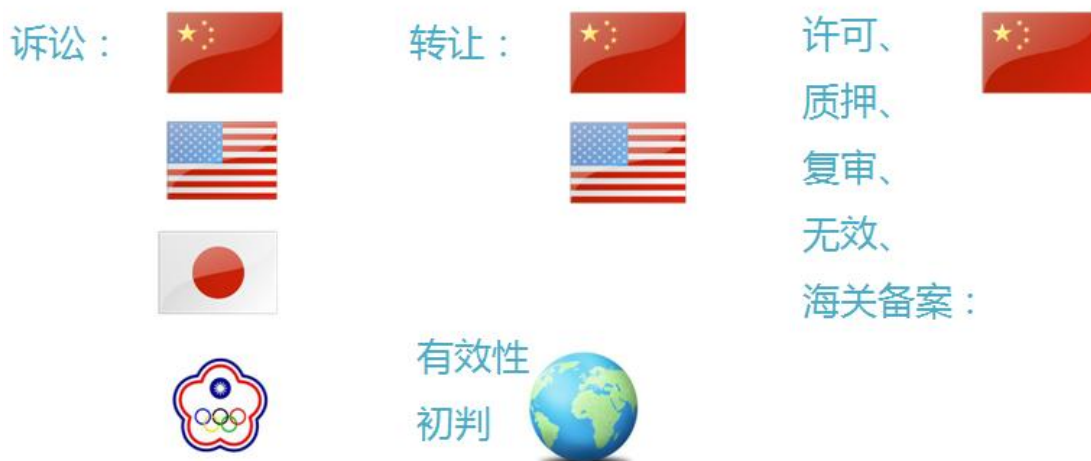 诉讼：
转让：
许可、
质押、
复审、
无效、
海关备案：
有效性
初判